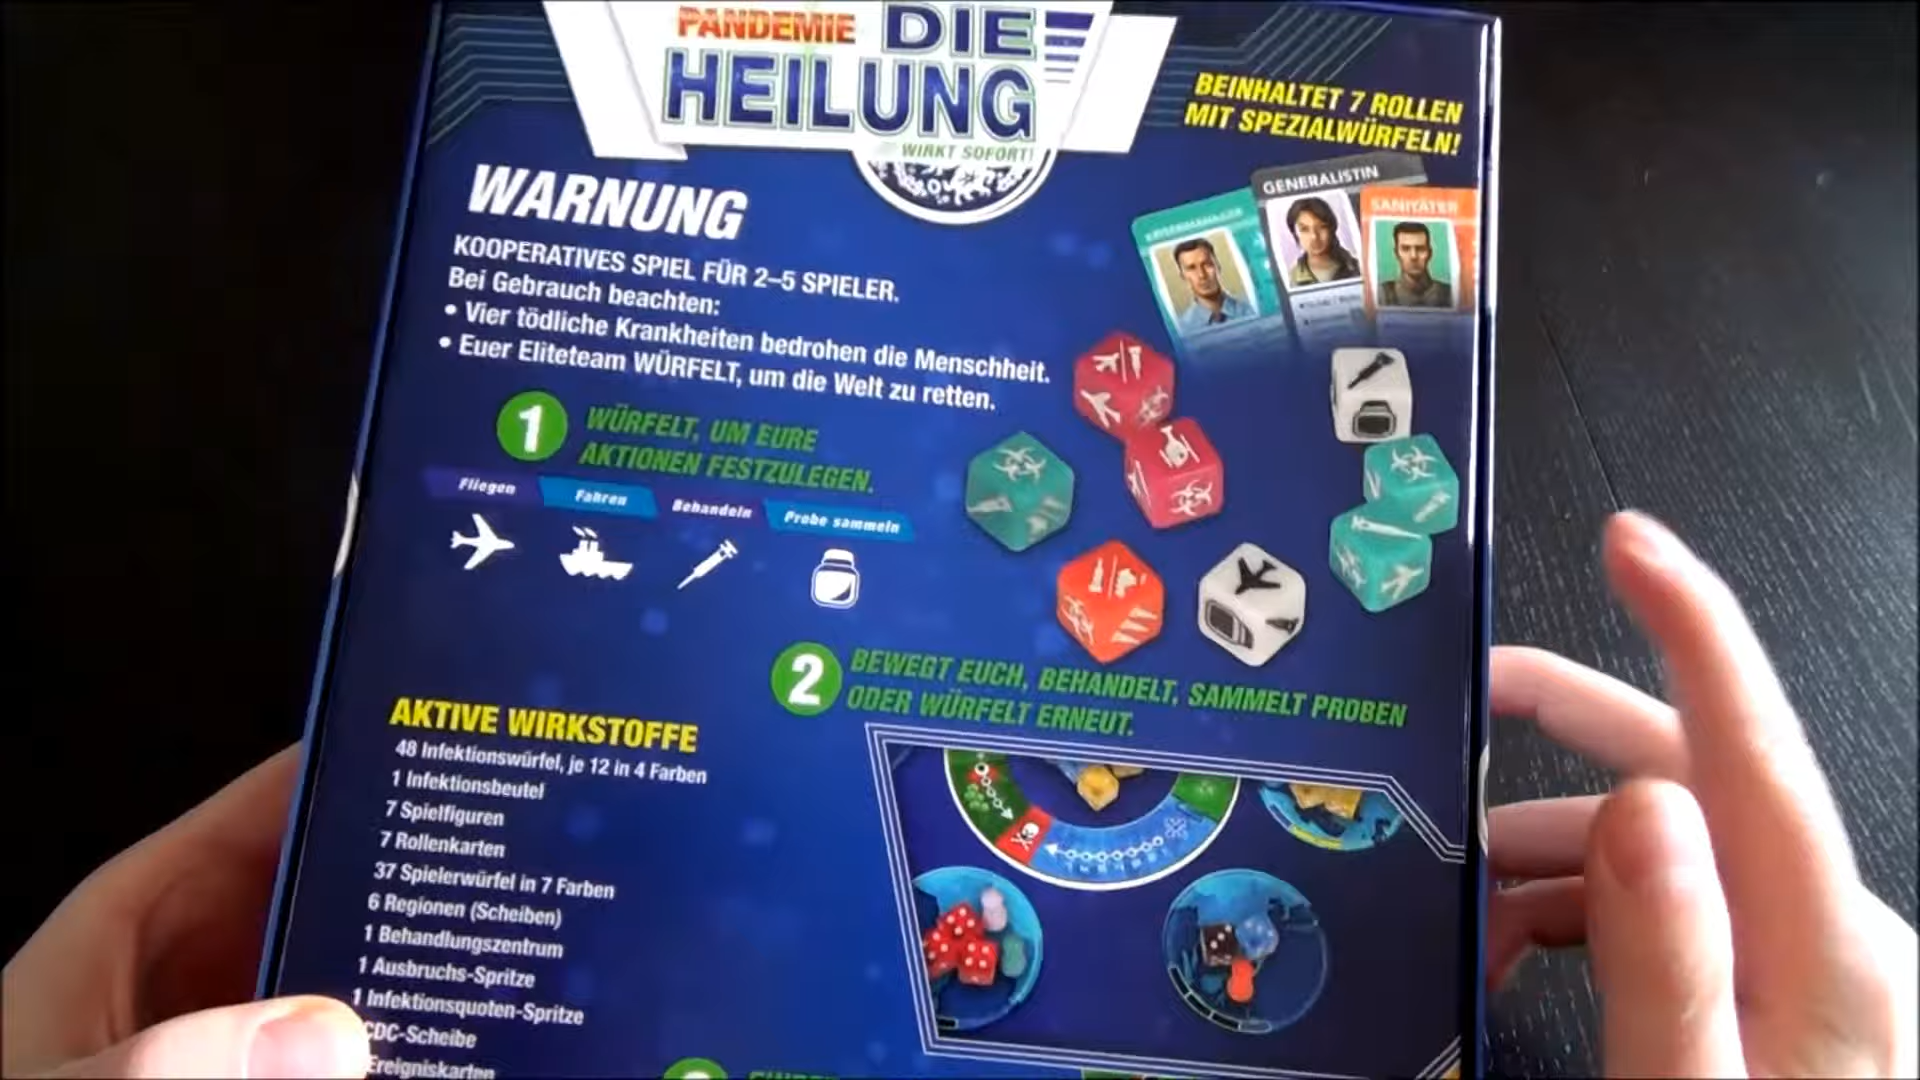 PANDEMIE DIE
HEILUNG
WIRKT SOFORT!
BEINHALTET 7 ROLLEN
MIT SPEZIALWÜRFELN!
WARNUNG
KOOPERATIVES SPIEL FÜR 2–5 SPIELER.
Bei Gebrauch beachten:
• Vier tödliche Krankheiten bedrohen die Menschheit.
• Euer Eliteteam WÜRFELT, um die Welt zu retten.
GENERALISTIN
SANITÄTER
1 WÜRFELT, UM EURE
AKTIONEN FESTZULEGEN.
Fliegen
Fahren
Behandeln
Probe sammeln
2 BEWEGT EUCH, BEHANDELT, SAMMELT PROBEN
ODER WÜRFELT ERNEUT.
AKTIVE WIRKSTOFFE
48 Infektionswürfel, je 12 in 4 Farben
1 Infektionsbeutel
7 Spielfiguren
7 Rollenkarten
37 Spielerwürfel in 7 Farben
6 Regionen (Scheiben)
1 Behandlungszentrum
1 Ausbruchs-Spritze
1 Infektionsquoten-Spritze
CDC-Scheibe
Ereigniskarten